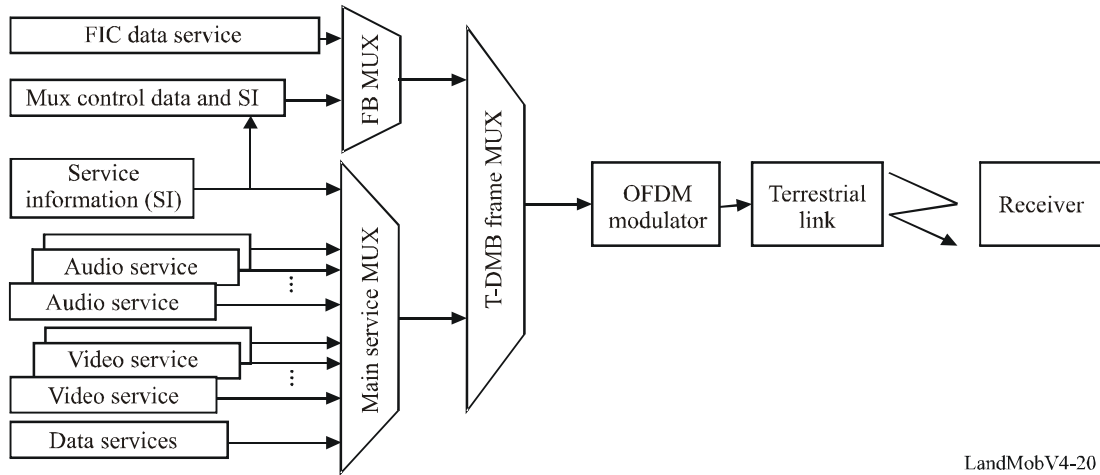 FIC data service
Mux control data and SI
Service
information (SI)
Audio service
...
Audio service
Video service
...
Video service
Data services
FB MUX
Main service MUX
T-DMB frame MUX
OFDM
modulator
Terrestrial
link
Receiver
LandMobV4-20